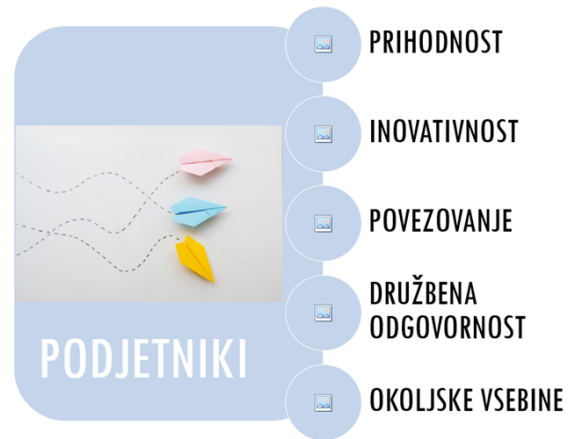 PRIHODNOST
INOVATIVNOST
POVEZOVANJE
DRUŽBENA
ODGOVORNOST
OKOLJSKE VSEBINE
PODJETNIKI